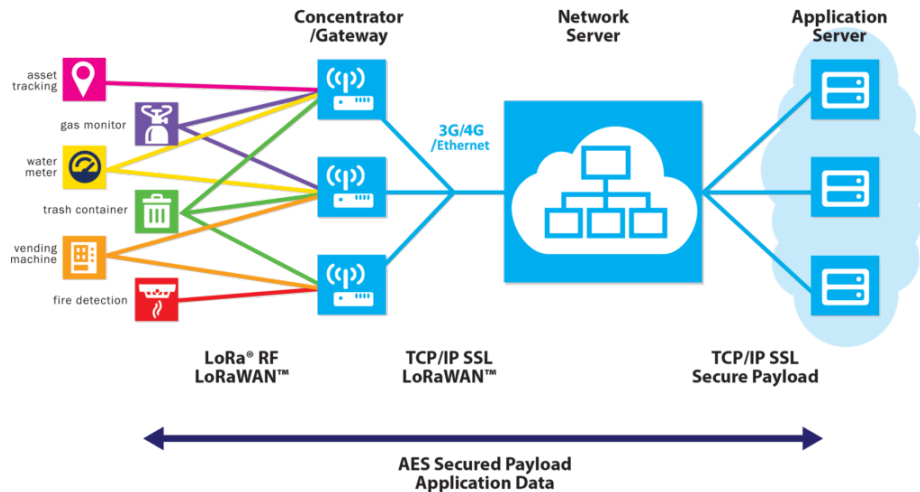 Concentrator
/Gateway
Network
Server
Application
Server
asset
tracking
gas monitor
water
meter
trash container
vending
machine
fire detection
3G/4G
/Ethernet
LoRa® RF
LoRaWAN™
TCP/IP SSL
LoRaWAN™
TCP/IP SSL
Secure Payload
AES Secured Payload
Application Data